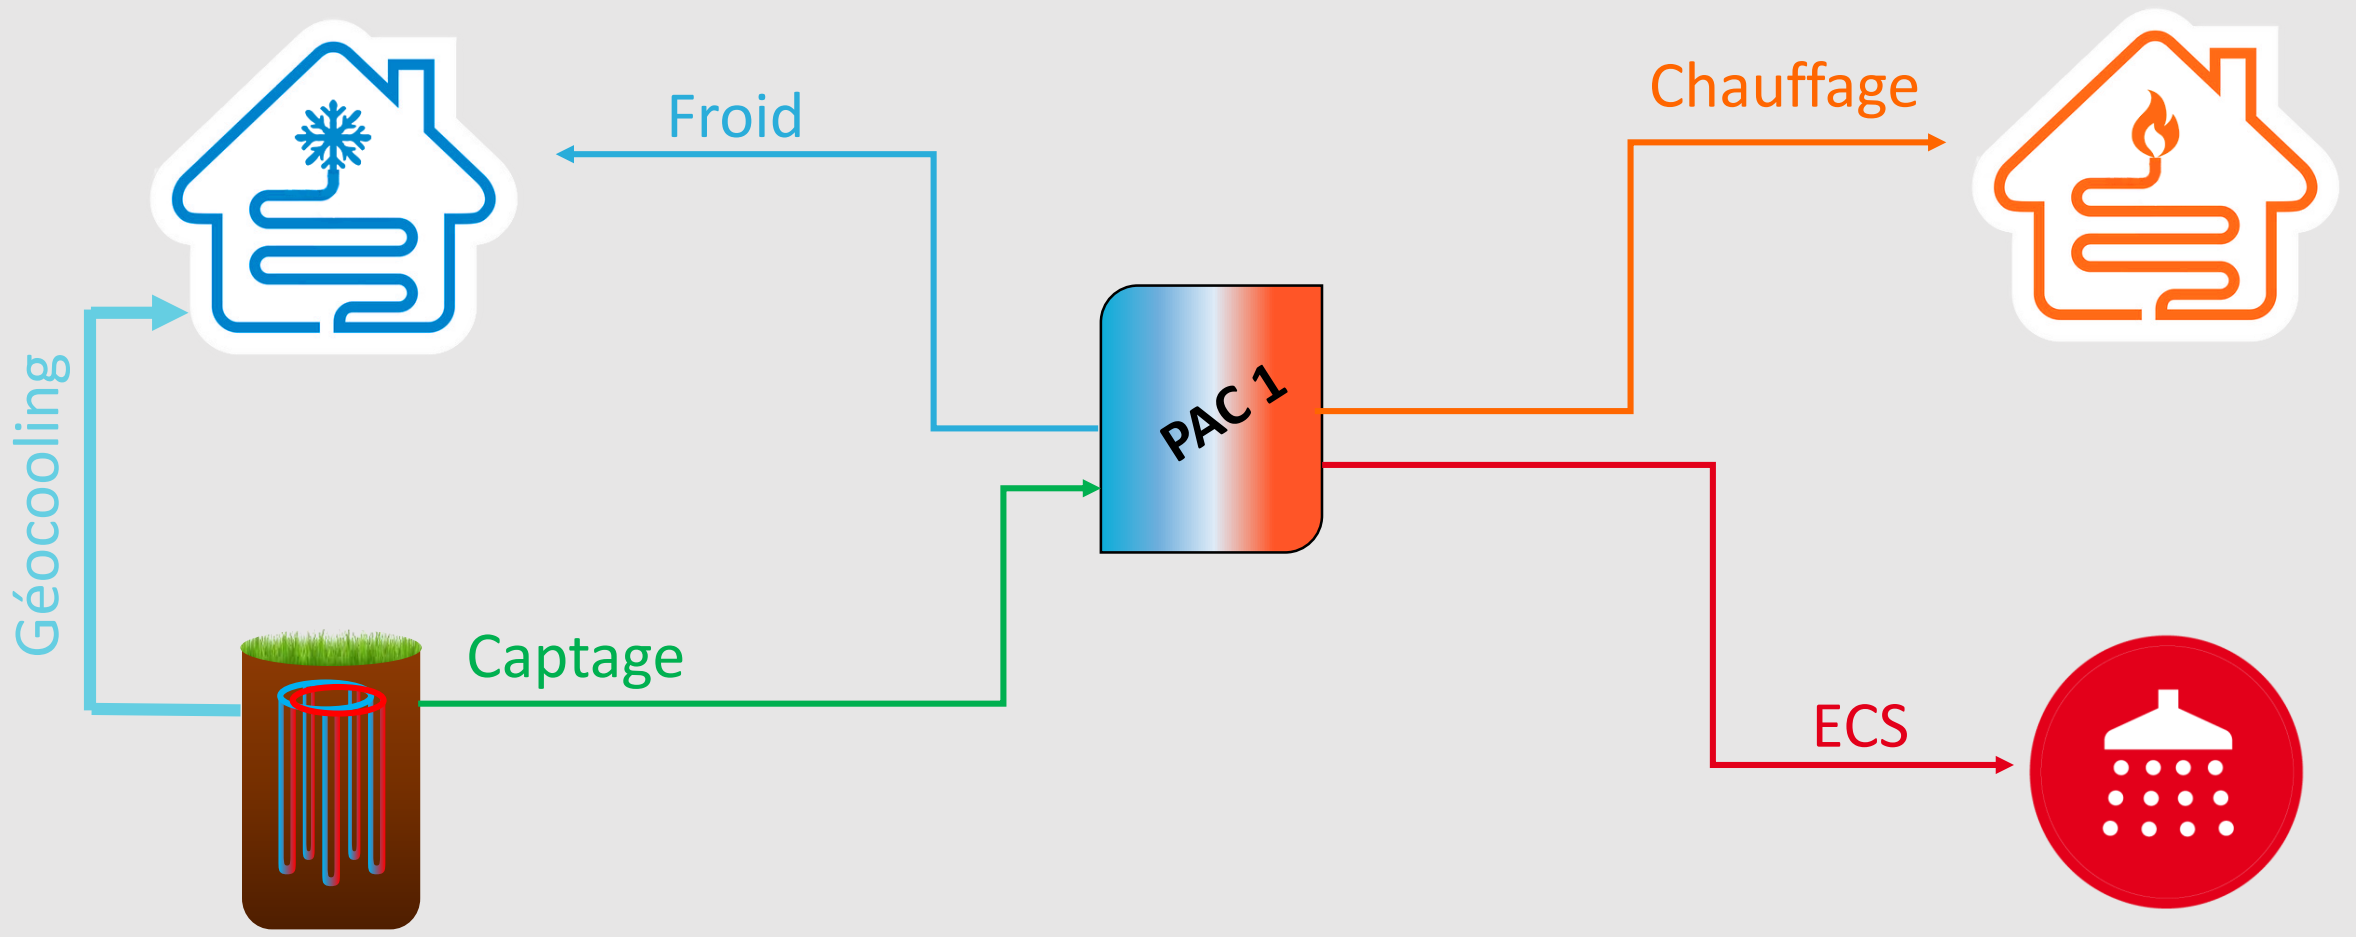 Froid
Chauffage
Géocooling
PAC 1
Captage
ECS